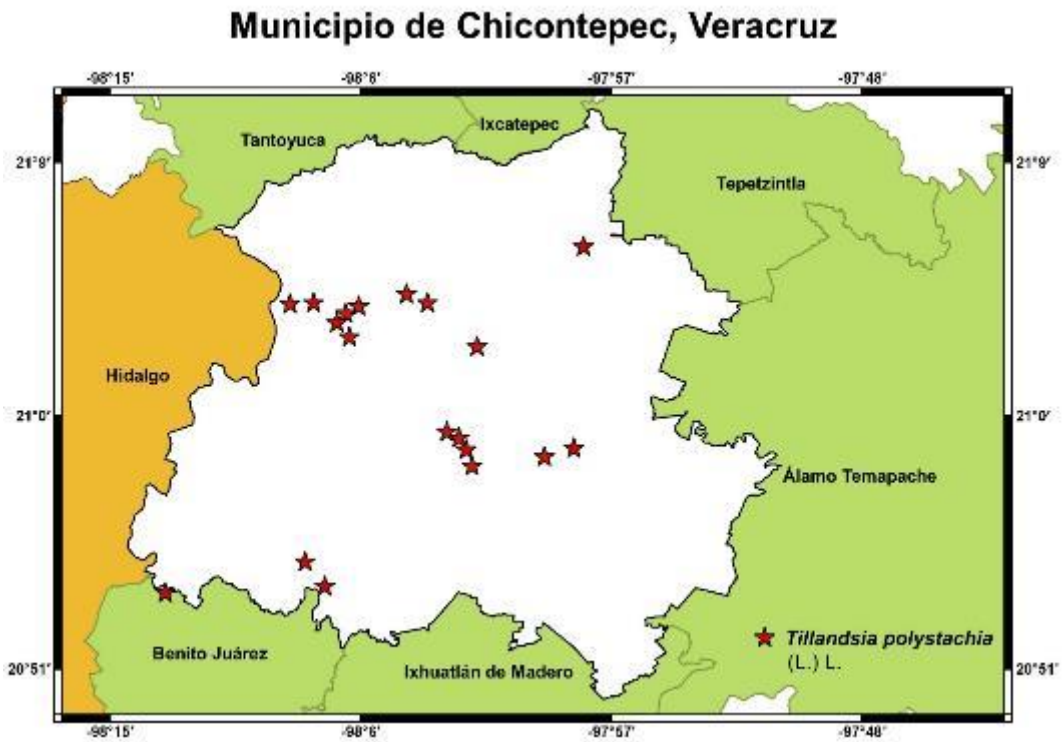 Municipio de Chicontepec, Veracruz
-98°15' -98°6' -97°57' -97°48'
Ixcatepec
Tantoyuca
21°9' 21°9'
Tepetzintla
Hidalgo
21°0' 21°0'
Álamo Temapache
Tillandsia polystachia
(L.) L.
Benito Juárez
Ixhuatlán de Madero
20°51' 20°51'
-98°15' -98°6' -97°57' -97°48'